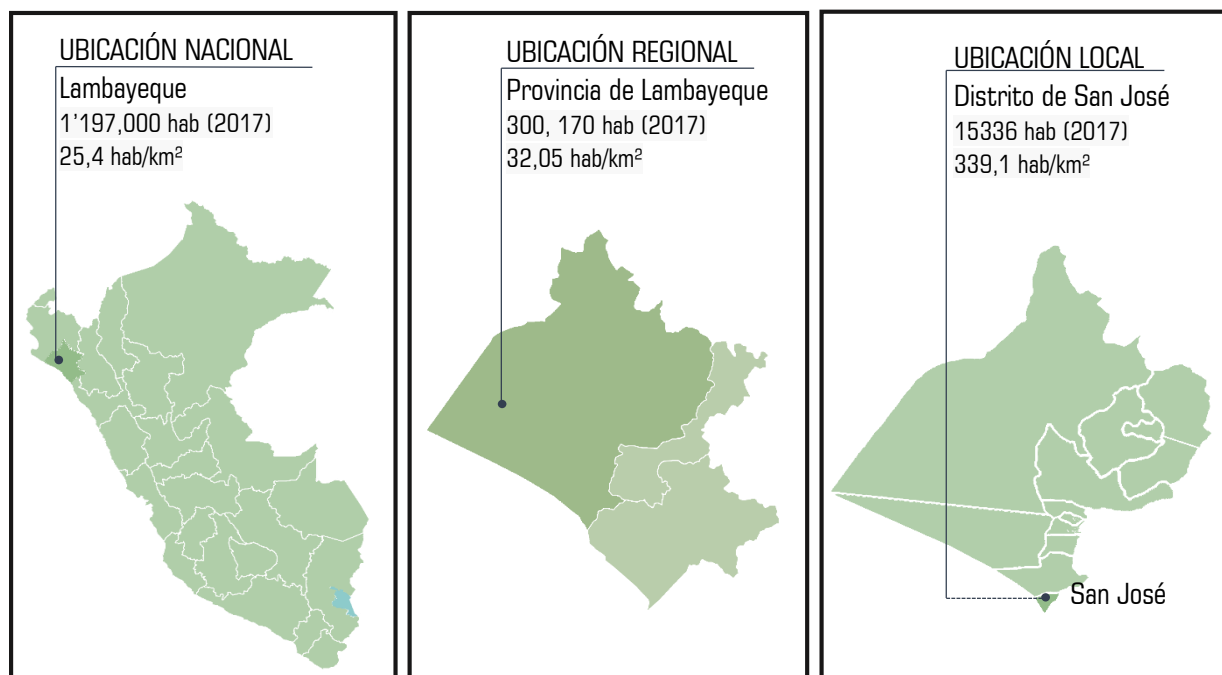 UBICACIÓN NACIONAL
Lambayeque
1'197,000 hab (2017)
25,4 hab/km²
UBICACIÓN REGIONAL
Provincia de Lambayeque
300, 170 hab (2017)
32,05 hab/km²
UBICACIÓN LOCAL
Distrito de San José
15336 hab (2017)
339,1 hab/km²
San José